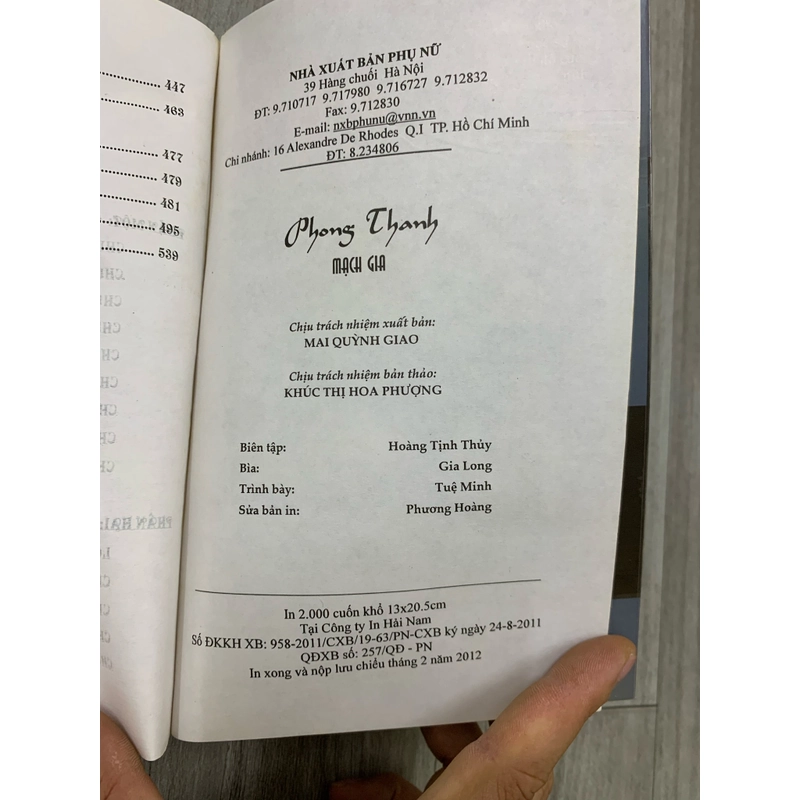 447
463
477
479
481
495
539
NHÀ XUẤT BẢN PHỤ NỮ
39 Hàng chuối Hà Nội
ĐT: 9.710717 9.717980 9.716727 9.712832
Fax: 9.712830
E-mail: nxbphunu@vnn.vn
Chi nhánh: 16 Alexandre De Rhodes Q.I TP. Hồ Chí Minh
ĐT: 8.234806
Phong Thanh
MẠCH GIA
Chịu trách nhiệm xuất bản:
MAI QUỲNH GIAO
Chịu trách nhiệm bản thảo:
KHÚC THỊ HOA PHƯỢNG
Biên tập: Hoàng Tịnh Thủy
Bìa: Gia Long
Trình bày: Tuệ Minh
Sửa bản in: Phương Hoàng
In 2.000 cuốn khổ 13x20.5cm
Tại Công ty In Hải Nam
Số ĐKKH XB: 958-2011/CXB/19-63/PN-CXB ký ngày 24-8-2011
QĐXB số: 257/QĐ - PN
In xong và nộp lưu chiểu tháng 2 năm 2012